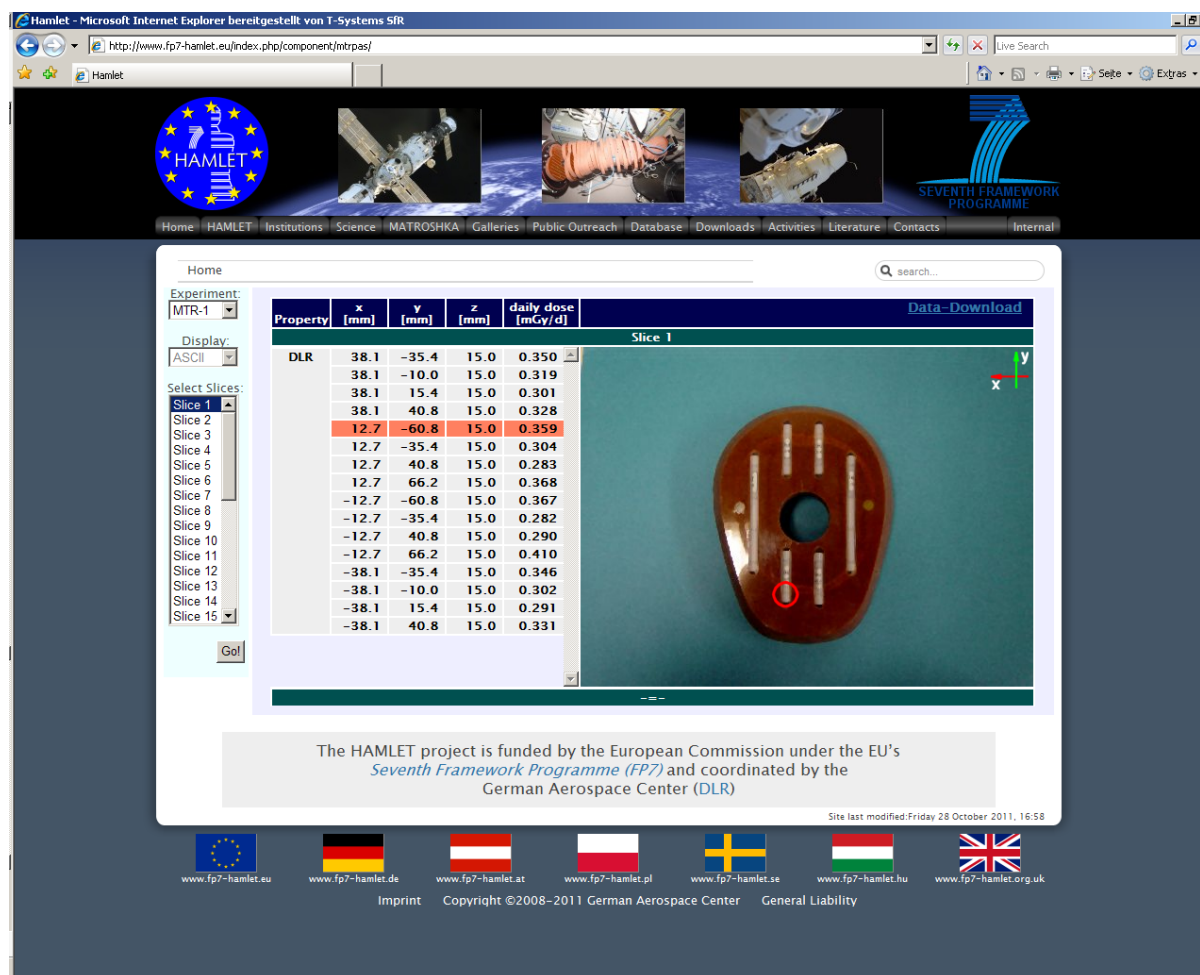 Hamlet - Microsoft Internet Explorer bereitgestellt von T-Systems SfR
http://www.fp7-hamlet.eu/index.php/component/mtrpas/
Live Search
Hamlet
Seite Extras
7
HAMLET
SEVENTH FRAMEWORK
PROGRAMME
Home HAMLET Institutions Science MATROSHKA Galleries Public Outreach Database Downloads Activities Literature Contacts Internal
Home
search...
Experiment:
MTR-1
Display:
ASCII
Select Slices:
Slice 1
Slice 2
Slice 3
Slice 4
Slice 5
Slice 6
Slice 7
Slice 8
Slice 9
Slice 10
Slice 11
Slice 12
Slice 13
Slice 14
Slice 15
Go!
Property x [mm] y [mm] z [mm] daily dose [mGy/d] Data-Download
Slice 1
DLR 38.1 -35.4 15.0 0.350
38.1 -10.0 15.0 0.319
38.1 15.4 15.0 0.301
38.1 40.8 15.0 0.328
12.7 -60.8 15.0 0.359
12.7 -35.4 15.0 0.304
12.7 40.8 15.0 0.283
12.7 66.2 15.0 0.368
-12.7 -60.8 15.0 0.367
-12.7 -35.4 15.0 0.282
-12.7 40.8 15.0 0.290
-12.7 66.2 15.0 0.410
-38.1 -35.4 15.0 0.346
-38.1 -10.0 15.0 0.302
-38.1 15.4 15.0 0.291
-38.1 40.8 15.0 0.331
y
x
-=-
The HAMLET project is funded by the European Commission under the EU's
Seventh Framework Programme (FP7) and coordinated by the
German Aerospace Center (DLR)
Site last modified:Friday 28 October 2011, 16:58
www.fp7-hamlet.eu www.fp7-hamlet.de www.fp7-hamlet.at www.fp7-hamlet.pl www.fp7-hamlet.se www.fp7-hamlet.hu www.fp7-hamlet.org.uk
Imprint Copyright ©2008-2011 German Aerospace Center General Liability